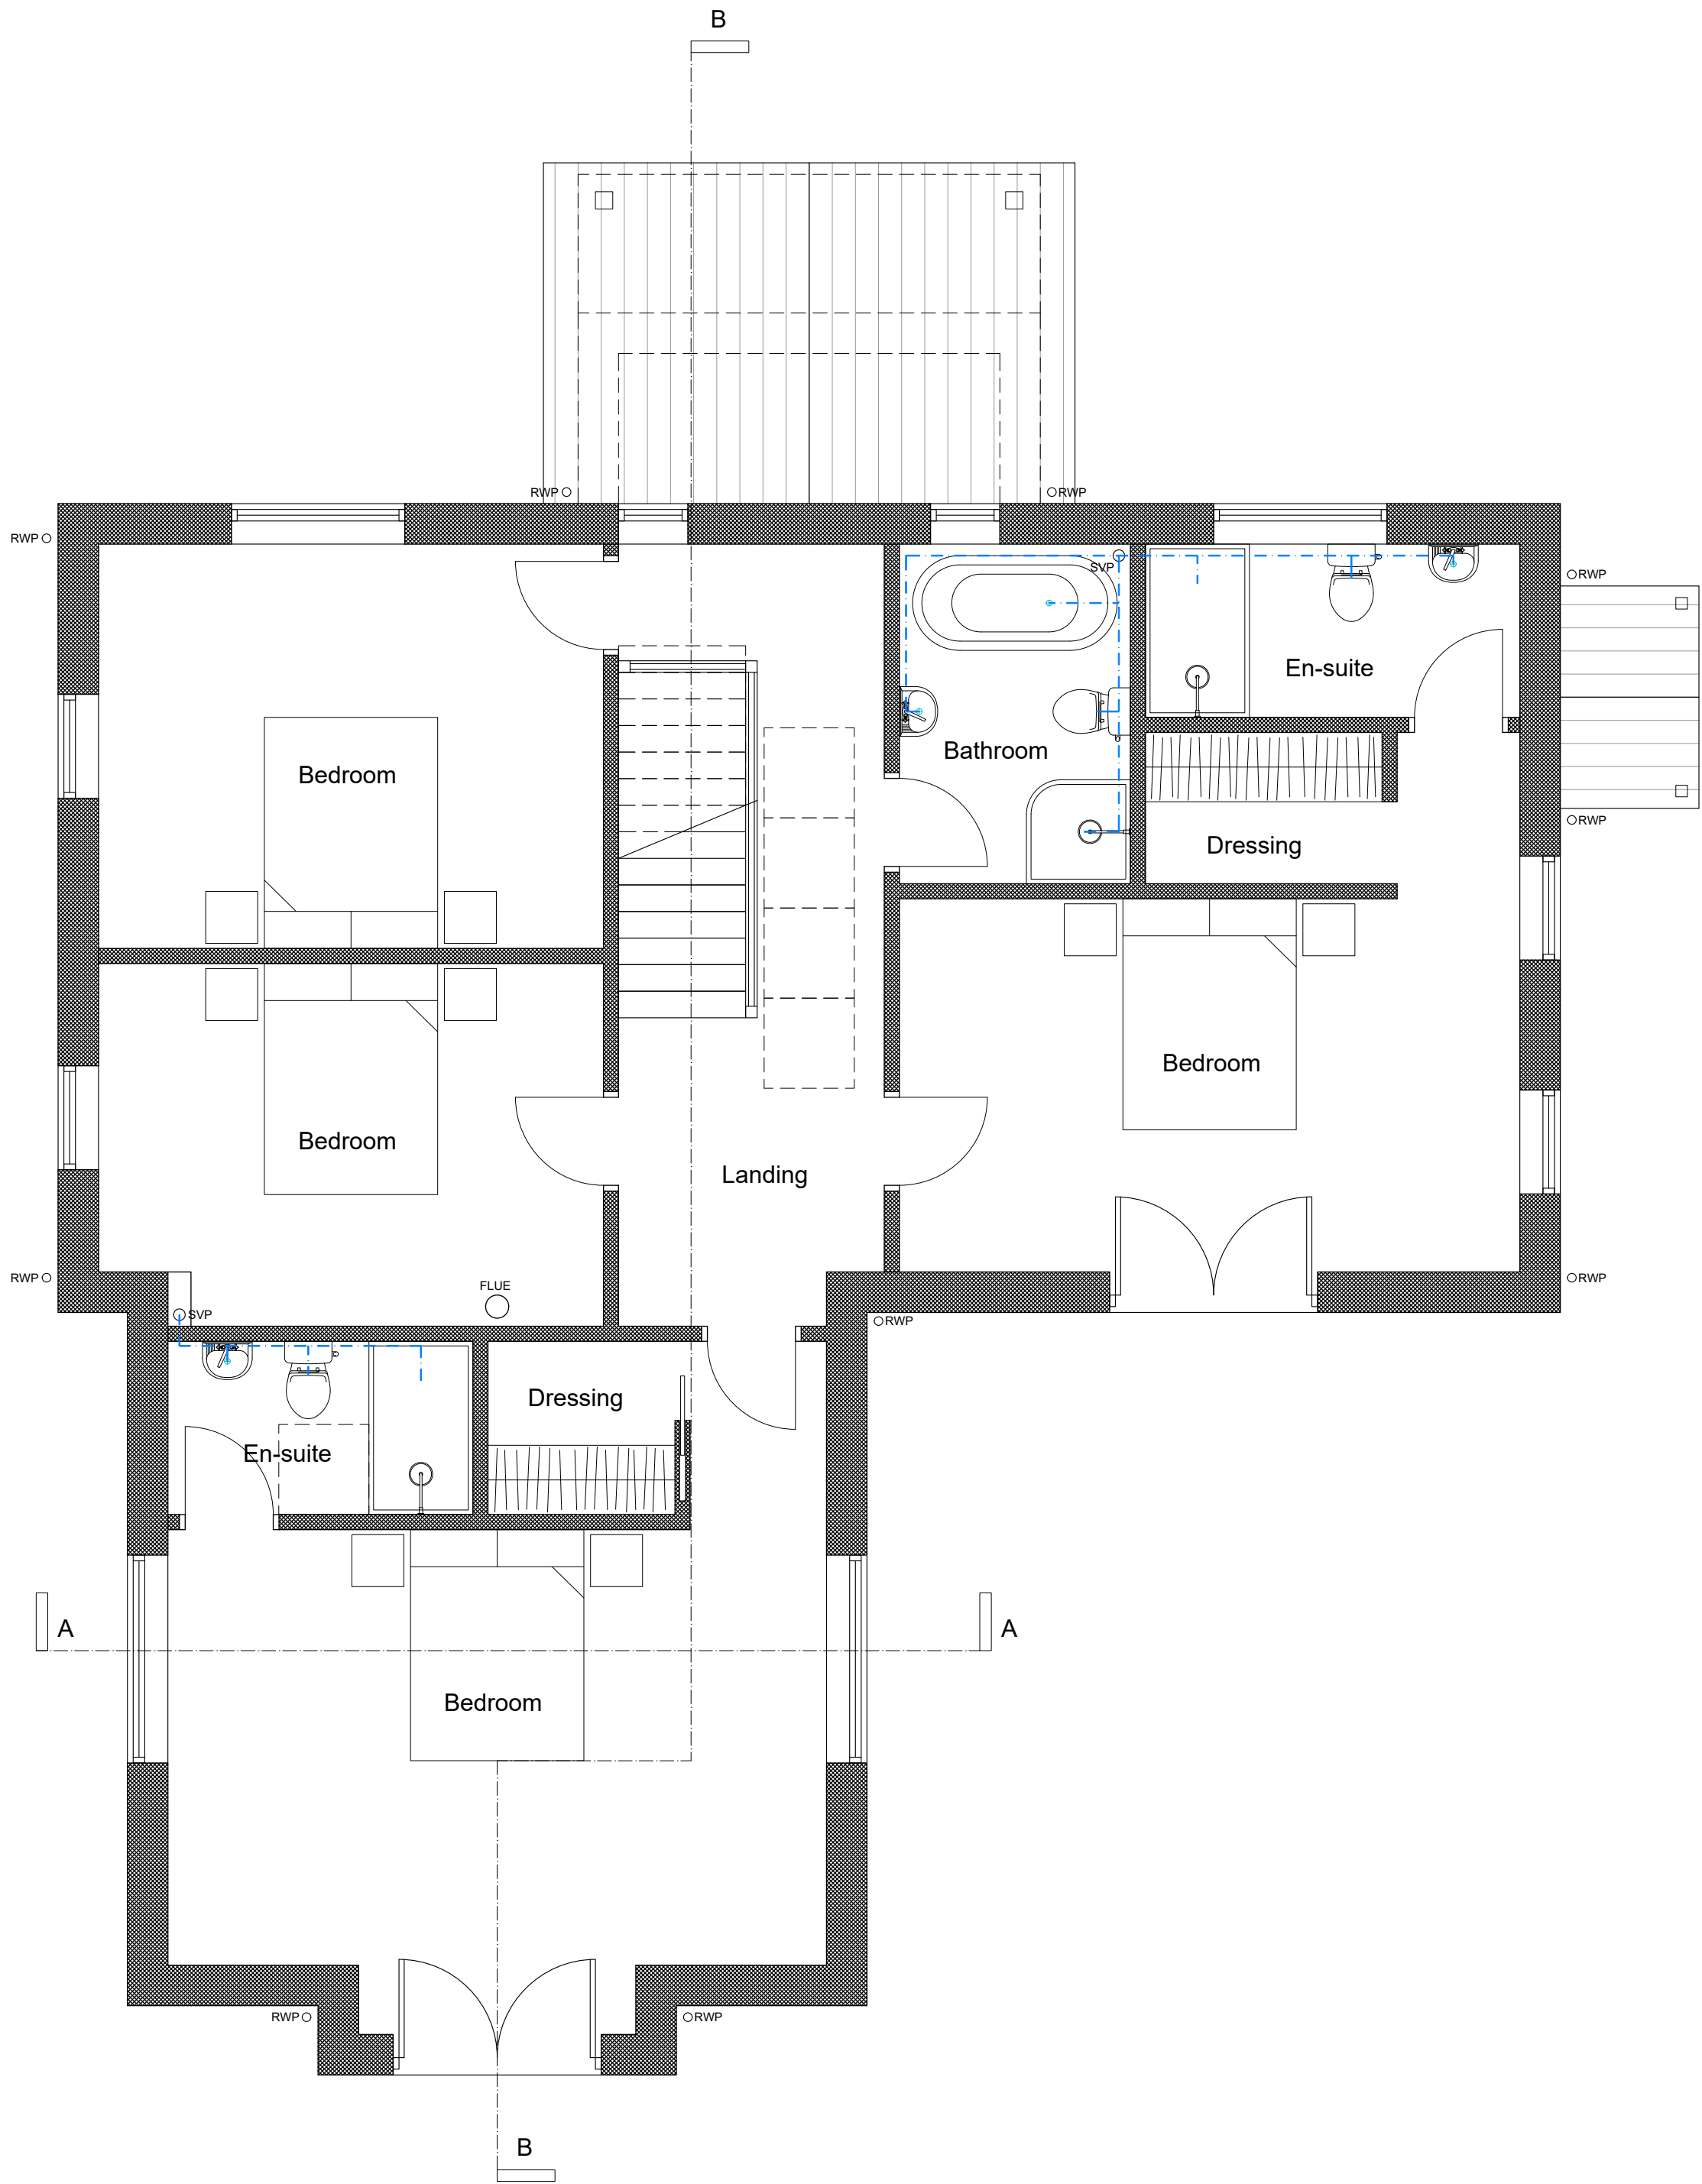 B
RWP
RWP
RWP
RWP
SVP
En-suite
Bathroom
Bedroom
RWP
Dressing
Bedroom
Bedroom
Landing
RWP
FLUE
RWP
SVP
RWP
Dressing
En-suite
A
A
Bedroom
RWP
RWP
B